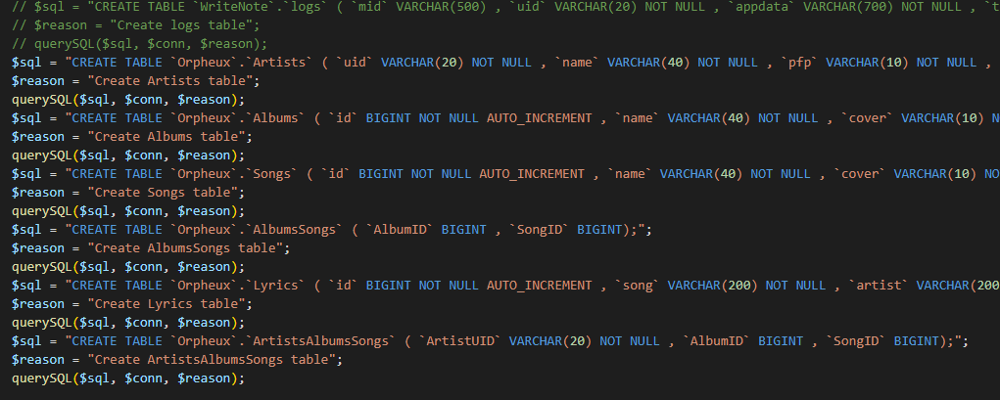 // $sql = "CREATE TABLE `WriteNote`.`logs` ( `mid` VARCHAR(500) , `uid` VARCHAR(20) NOT NULL , `appdata` VARCHAR(700) NOT NULL , `t
// $reason = "Create logs table";
// querySQL($sql, $conn, $reason);
$sql = "CREATE TABLE `Orpheux`.`Artists` ( `uid` VARCHAR(20) NOT NULL , `name` VARCHAR(40) NOT NULL , `pfp` VARCHAR(10) NOT NULL ,
$reason = "Create Artists table";
querySQL($sql, $conn, $reason);
$sql = "CREATE TABLE `Orpheux`.`Albums` ( `id` BIGINT NOT NULL AUTO_INCREMENT , `name` VARCHAR(40) NOT NULL , `cover` VARCHAR(10) N
$reason = "Create Albums table";
querySQL($sql, $conn, $reason);
$sql = "CREATE TABLE `Orpheux`.`Songs` ( `id` BIGINT NOT NULL AUTO_INCREMENT , `name` VARCHAR(40) NOT NULL , `cover` VARCHAR(10) NO
$reason = "Create Songs table";
querySQL($sql, $conn, $reason);
$sql = "CREATE TABLE `Orpheux`.`AlbumsSongs` ( `AlbumID` BIGINT , `SongID` BIGINT);";
$reason = "Create AlbumsSongs table";
querySQL($sql, $conn, $reason);
$sql = "CREATE TABLE `Orpheux`.`Lyrics` ( `id` BIGINT NOT NULL AUTO_INCREMENT , `song` VARCHAR(200) NOT NULL , `artist` VARCHAR(200
$reason = "Create Lyrics table";
querySQL($sql, $conn, $reason);
$sql = "CREATE TABLE `Orpheux`.`ArtistsAlbumsSongs` ( `ArtistUID` VARCHAR(20) NOT NULL , `AlbumID` BIGINT , `SongID` BIGINT);";
$reason = "Create ArtistsAlbumsSongs table";
querySQL($sql, $conn, $reason);